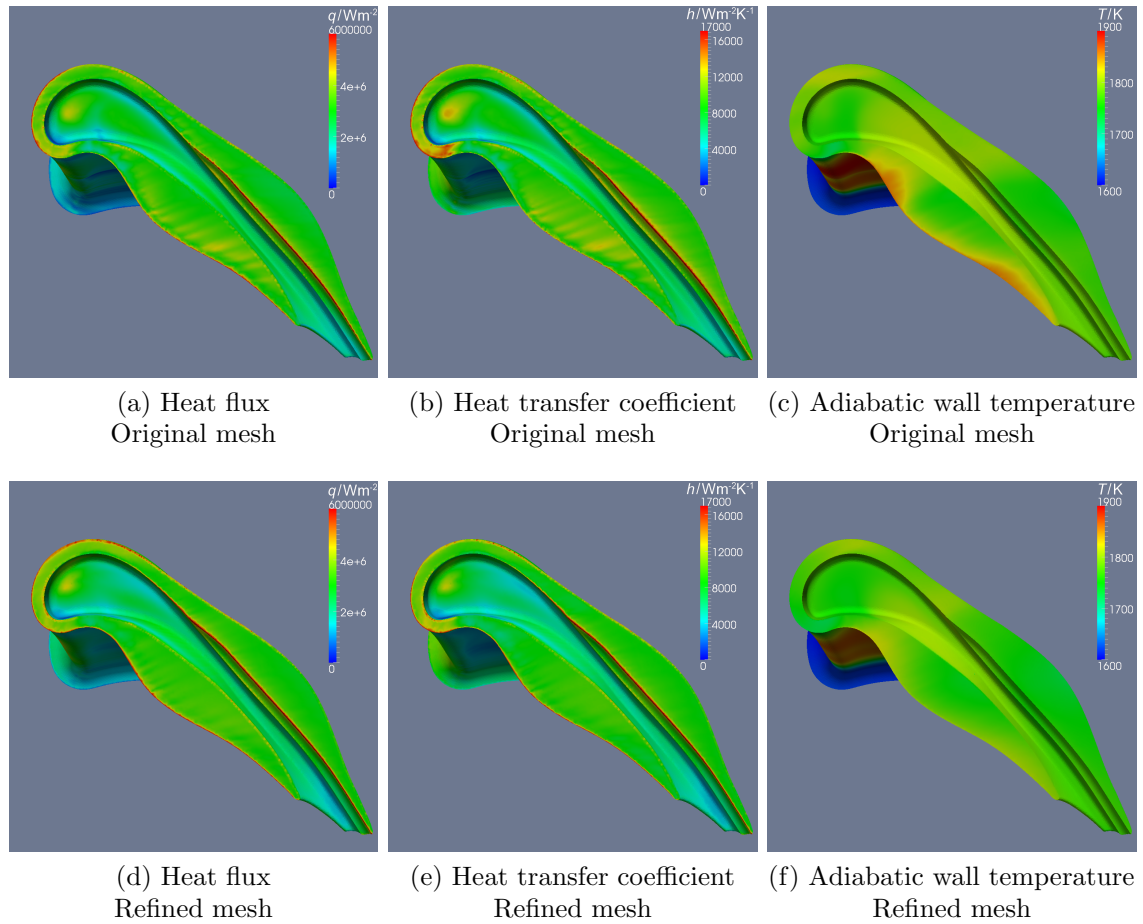 q/Wm⁻²
6000000
4e+6
2e+6
0
h/Wm⁻²K⁻¹
17000
16000
12000
8000
4000
0
T/K
1900
1800
1700
1600
(a) Heat flux
Original mesh
(b) Heat transfer coefficient
Original mesh
(c) Adiabatic wall temperature
Original mesh
q/Wm⁻²
6000000
4e+6
2e+6
0
h/Wm⁻²K⁻¹
17000
16000
12000
8000
4000
0
T/K
1900
1800
1700
1600
(d) Heat flux
Refined mesh
(e) Heat transfer coefficient
Refined mesh
(f) Adiabatic wall temperature
Refined mesh